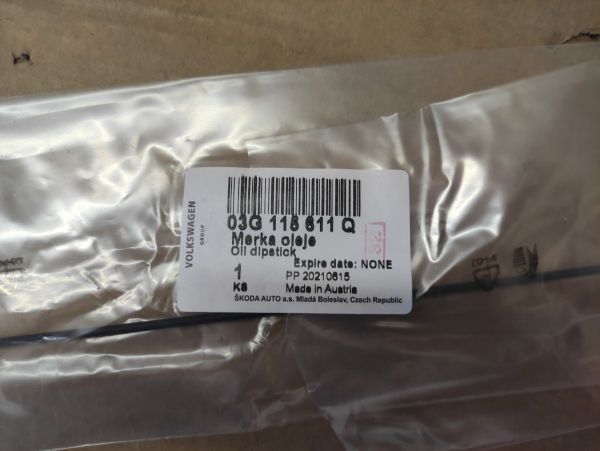 VOLKSWAGEN
GROUP
03G 115 611 Q
Merka oleje
Oil dipstick
Expire date: NONE
1
PP 20210615
KS
Made in Austria
ŠKODA AUTO a.s. Mladá Boleslav, Czech Republic